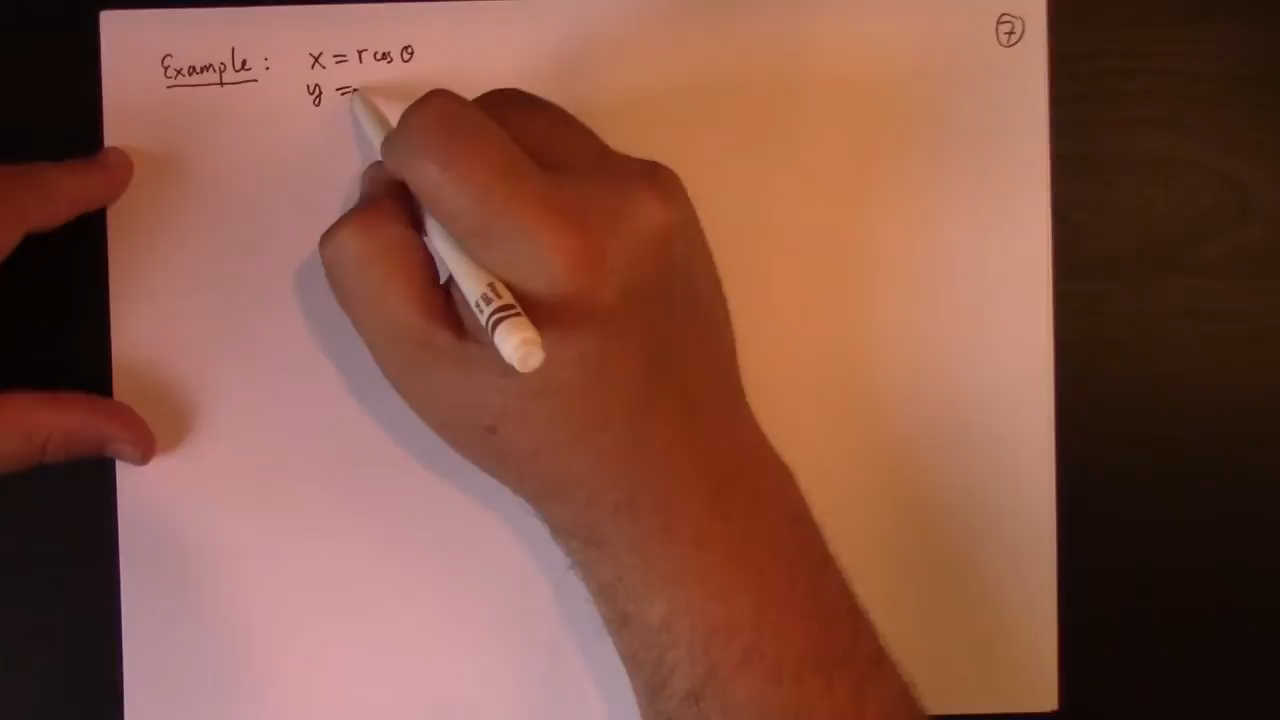 ⑦
Example: x = r cos θ
y =